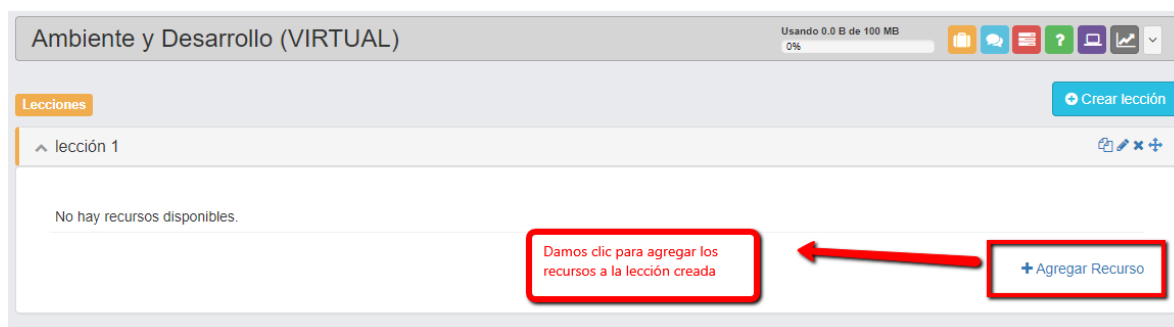 Ambiente y Desarrollo (VIRTUAL)
Usando 0.0 B de 100 MB
0%
?
Lecciones
Crear lección
lección 1
No hay recursos disponibles.
Damos clic para agregar los
recursos a la lección creada
+ Agregar Recurso